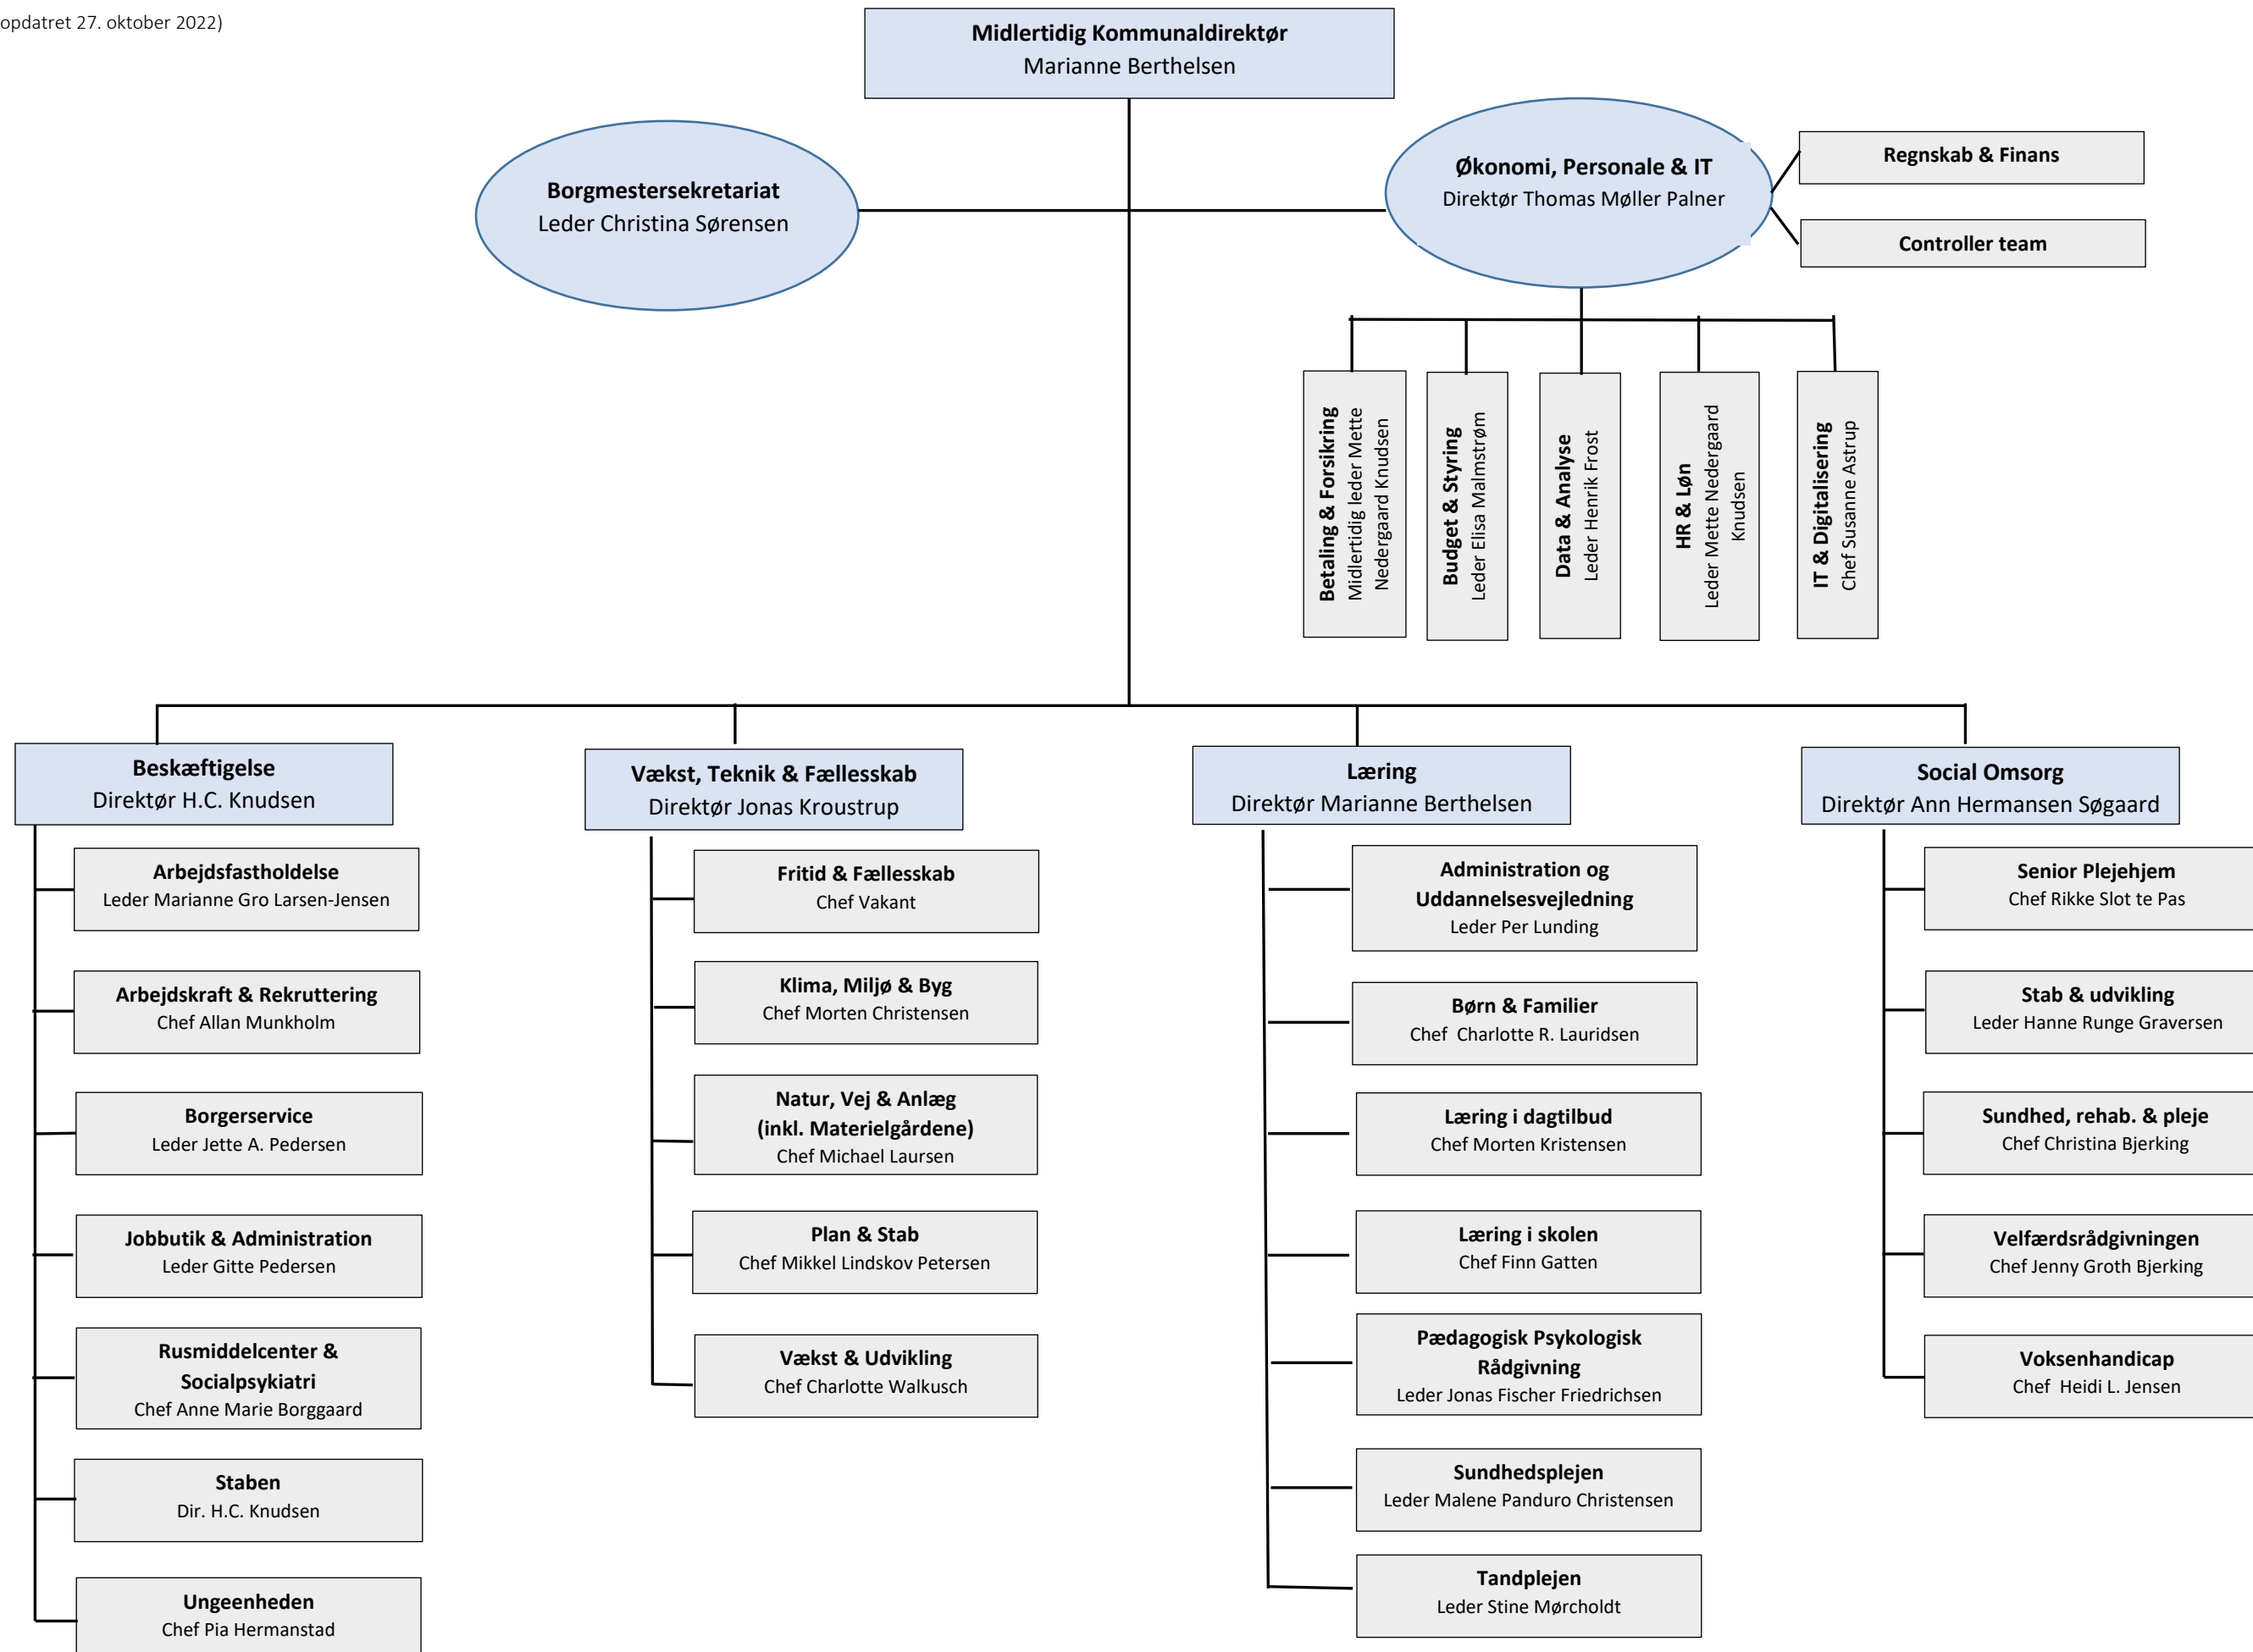 opdatret 27. oktober 2022)
Midlertidig Kommunaldirektør
Marianne Berthelsen
Borgmestersekretariat
Leder Christina Sørensen
Økonomi, Personale & IT
Direktør Thomas Møller Palner
Regnskab & Finans
Controller team
Betaling & Forsikring
Midlertidig leder Mette
Nedergaard Knudsen
Budget & Styring
Leder Elisa Malmstrøm
Data & Analyse
Leder Henrik Frost
HR & Løn
Leder Mette Nedergaard
Knudsen
IT & Digitalisering
Chef Susanne Astrup
Beskæftigelse
Direktør H.C. Knudsen
Arbejdsfastholdelse
Leder Marianne Gro Larsen-Jensen
Arbejdskraft & Rekruttering
Chef Allan Munkholm
Borgerservice
Leder Jette A. Pedersen
Jobbutik & Administration
Leder Gitte Pedersen
Rusmiddelcenter &
Socialpsykiatri
Chef Anne Marie Borggaard
Staben
Dir. H.C. Knudsen
Ungeenheden
Chef Pia Hermanstad
Vækst, Teknik & Fællesskab
Direktør Jonas Kroustrup
Fritid & Fællesskab
Chef Vakant
Klima, Miljø & Byg
Chef Morten Christensen
Natur, Vej & Anlæg
(inkl. Materielgårdene)
Chef Michael Laursen
Plan & Stab
Chef Mikkel Lindskov Petersen
Vækst & Udvikling
Chef Charlotte Walkusch
Læring
Direktør Marianne Berthelsen
Administration og
Uddannelsesvejledning
Leder Per Lunding
Børn & Familier
Chef  Charlotte R. Lauridsen
Læring i dagtilbud
Chef Morten Kristensen
Læring i skolen
Chef Finn Gatten
Pædagogisk Psykologisk
Rådgivning
Leder Jonas Fischer Friedrichsen
Sundhedsplejen
Leder Malene Panduro Christensen
Tandplejen
Leder Stine Mørcholdt
Social Omsorg
Direktør Ann Hermansen Søgaard
Senior Plejehjem
Chef Rikke Slot te Pas
Stab & udvikling
Leder Hanne Runge Graversen
Sundhed, rehab. & pleje
Chef Christina Bjerking
Velfærdsrådgivningen
Chef Jenny Groth Bjerking
Voksenhandicap
Chef  Heidi L. Jensen